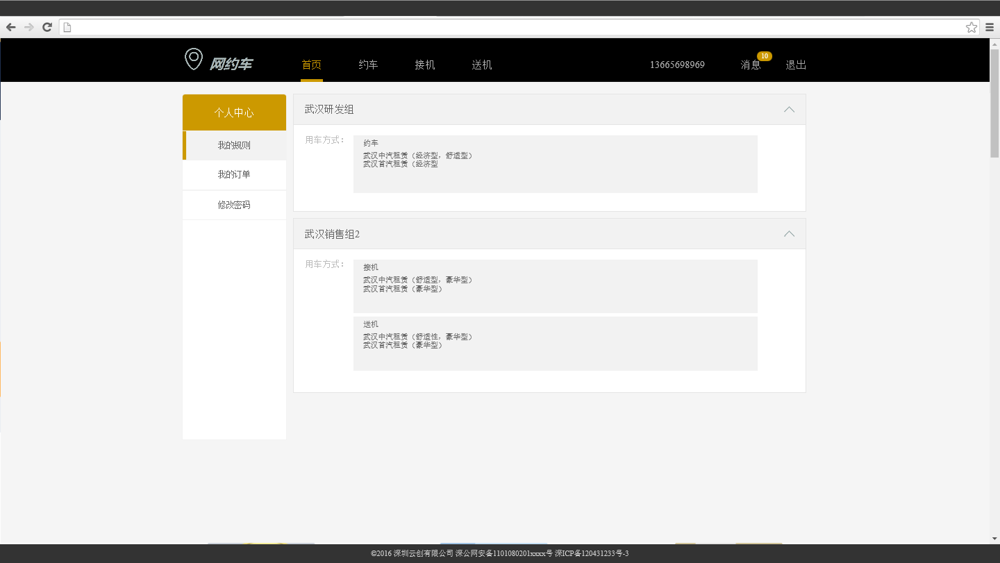 网约车
首页 约车 接机 送机 13665698969 消息 10 退出
个人中心
我的规则
我的订单
修改密码
武汉研发组
用车方式：
约车
武汉中汽租赁（经济型，舒适型）
武汉首汽租赁（经济型
武汉销售组2
用车方式：
接机
武汉中汽租赁（舒适型，豪华型）
武汉首汽租赁（豪华型）
送机
武汉中汽租赁（舒适性，豪华型）
武汉首汽租赁（豪华型）
©2016 深圳云创有限公司 深公网安备1101080201xxxx号 深ICP备120431233号-3